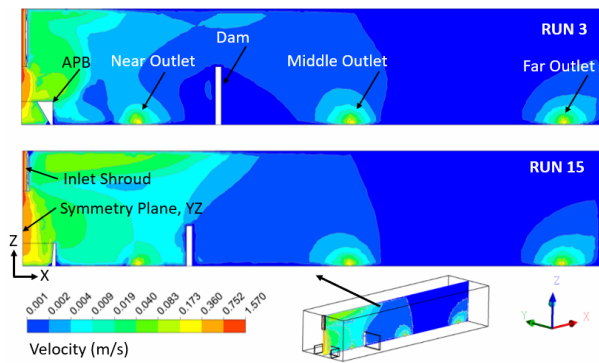 RUN 3
Dam
APB
Near Outlet
Middle Outlet
Far Outlet
RUN 15
Inlet Shroud
Symmetry Plane, YZ
Z
X
0.001 0.002 0.004 0.009 0.019 0.040 0.083 0.173 0.360 0.752 1.570
Velocity (m/s)
Z
Y
X